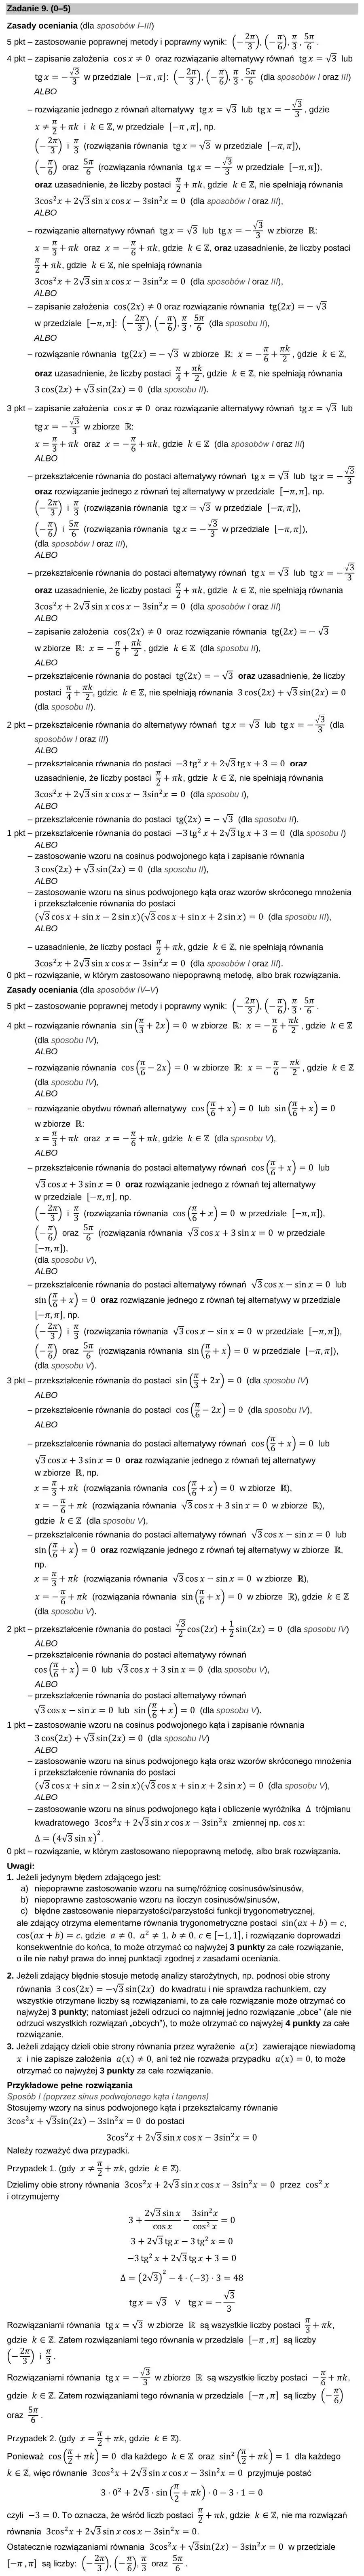 Zadanie 9. (0–5)
Zasady oceniania (dla sposobów I–III)
5 pkt – zastosowanie poprawnej metody i poprawny wynik: (−2π/3), (−π/6), π/3, 5π/6 .
4 pkt – zapisanie założenia cos x ≠ 0 oraz rozwiązanie alternatywy równań tg x = √3 lub
tg x = −√3/3 w przedziale [−π, π]: (−2π/3), (−π/6), π/3, 5π/6 (dla sposobów I oraz III)
ALBO
– rozwiązanie jednego z równań alternatywy tg x = √3 lub tg x = −√3/3 , gdzie
x ≠ π/2 + πk i k ∈ ℤ, w przedziale [−π, π], np.
(−2π/3) i π/3 (rozwiązania równania tg x = √3 w przedziale [−π, π]),
(−π/6) oraz 5π/6 (rozwiązania równania tg x = −√3/3 w przedziale [−π, π]),
oraz uzasadnienie, że liczby postaci π/2 + πk, gdzie k ∈ ℤ, nie spełniają równania
3cos²x + 2√3 sin x cos x − 3sin²x = 0 (dla sposobów I oraz III),
ALBO
– rozwiązanie alternatywy równań tg x = √3 lub tg x = −√3/3 w zbiorze ℝ:
x = π/3 + πk oraz x = −π/6 + πk, gdzie k ∈ ℤ, oraz uzasadnienie, że liczby postaci
π/2 + πk, gdzie k ∈ ℤ, nie spełniają równania
3cos²x + 2√3 sin x cos x − 3sin²x = 0 (dla sposobów I oraz III),
ALBO
– zapisanie założenia cos(2x) ≠ 0 oraz rozwiązanie równania tg(2x) = −√3
w przedziale [−π, π]: (−2π/3), (−π/6), π/3, 5π/6 (dla sposobu II),
ALBO
– rozwiązanie równania tg(2x) = −√3 w zbiorze ℝ: x = −π/6 + πk/2 , gdzie k ∈ ℤ,
oraz uzasadnienie, że liczby postaci π/4 + πk/2, gdzie k ∈ ℤ, nie spełniają równania
3 cos(2x) + √3 sin(2x) = 0 (dla sposobu II).
3 pkt – zapisanie założenia cos x ≠ 0 oraz rozwiązanie alternatywy równań tg x = √3 lub
tg x = −√3/3 w zbiorze ℝ:
x = π/3 + πk oraz x = −π/6 + πk, gdzie k ∈ ℤ (dla sposobów I oraz III)
ALBO
– przekształcenie równania do postaci alternatywy równań tg x = √3 lub tg x = −√3/3
oraz rozwiązanie jednego z równań tej alternatywy w przedziale [−π, π], np.
(−2π/3) i π/3 (rozwiązania równania tg x = √3 w przedziale [−π, π]),
(−π/6) i 5π/6 (rozwiązania równania tg x = −√3/3 w przedziale [−π, π]),
(dla sposobów I oraz III),
ALBO
– przekształcenie równania do postaci alternatywy równań tg x = √3 lub tg x = −√3/3
oraz uzasadnienie, że liczby postaci π/2 + πk, gdzie k ∈ ℤ, nie spełniają równania
3cos²x + 2√3 sin x cos x − 3sin²x = 0 (dla sposobów I oraz III)
ALBO
– zapisanie założenia cos(2x) ≠ 0 oraz rozwiązanie równania tg(2x) = −√3
w zbiorze ℝ: x = −π/6 + πk/2 , gdzie k ∈ ℤ (dla sposobu II),
ALBO
– przekształcenie równania do postaci tg(2x) = −√3 oraz uzasadnienie, że liczby
postaci π/4 + πk/2, gdzie k ∈ ℤ, nie spełniają równania 3 cos(2x) + √3 sin(2x) = 0
(dla sposobu II).
2 pkt – przekształcenie równania do alternatywy równań tg x = √3 lub tg x = −√3/3 (dla
sposobów I oraz III)
ALBO
– przekształcenie równania do postaci −3 tg² x + 2√3 tg x + 3 = 0 oraz
uzasadnienie, że liczby postaci π/2 + πk, gdzie k ∈ ℤ, nie spełniają równania
3cos²x + 2√3 sin x cos x − 3sin²x = 0 (dla sposobu I),
ALBO
– przekształcenie równania do postaci tg(2x) = −√3 (dla sposobu II).
1 pkt – przekształcenie równania do postaci −3 tg² x + 2√3 tg x + 3 = 0 (dla sposobu I)
ALBO
– zastosowanie wzoru na cosinus podwojonego kąta i zapisanie równania
3 cos(2x) + √3 sin(2x) = 0 (dla sposobu II),
ALBO
– zastosowanie wzoru na sinus podwojonego kąta oraz wzorów skróconego mnożenia
i przekształcenie równania do postaci
(√3 cos x + sin x − 2 sin x)(√3 cos x + sin x + 2 sin x) = 0 (dla sposobu III),
ALBO
– uzasadnienie, że liczby postaci π/2 + πk, gdzie k ∈ ℤ, nie spełniają równania
3cos²x + 2√3 sin x cos x − 3sin²x = 0 (dla sposobów I oraz III).
0 pkt – rozwiązanie, w którym zastosowano niepoprawną metodę, albo brak rozwiązania.
Zasady oceniania (dla sposobów IV–V)
5 pkt – zastosowanie poprawnej metody i poprawny wynik: (−2π/3), (−π/6), π/3, 5π/6 .
4 pkt – rozwiązanie równania sin(π/3 + 2x) = 0 w zbiorze ℝ: x = −π/6 + πk/2 , gdzie k ∈ ℤ
(dla sposobu IV)
ALBO
– rozwiązanie równania cos(π/6 − 2x) = 0 w zbiorze ℝ: x = −π/6 − πk/2 , gdzie k ∈ ℤ
(dla sposobu IV),
ALBO
– rozwiązanie obydwu równań alternatywy cos(π/6 + x) = 0 lub sin(π/6 + x) = 0
w zbiorze ℝ:
x = π/3 + πk oraz x = −π/6 + πk, gdzie k ∈ ℤ (dla sposobu V),
ALBO
– przekształcenie równania do postaci alternatywy równań cos(π/6 + x) = 0 lub
√3 cos x + 3 sin x = 0 oraz rozwiązanie jednego z równań tej alternatywy
w przedziale [−π, π], np.
(−2π/3) i π/3 (rozwiązania równania cos(π/6 + x) = 0 w przedziale [−π, π]),
(−π/6) oraz 5π/6 (rozwiązania równania √3 cos x + 3 sin x = 0 w przedziale
[−π, π]),
(dla sposobu V),
ALBO
– przekształcenie równania do postaci alternatywy równań √3 cos x − sin x = 0 lub
sin(π/6 + x) = 0 oraz rozwiązanie jednego z równań tej alternatywy w przedziale
[−π, π], np.
(−2π/3) i π/3 (rozwiązania równania √3 cos x − sin x = 0 w przedziale [−π, π]),
(−π/6) oraz 5π/6 (rozwiązania równania sin(π/6 + x) = 0 w przedziale [−π, π]),
(dla sposobu V).
3 pkt – przekształcenie równania do postaci sin(π/3 + 2x) = 0 (dla sposobu IV)
ALBO
– przekształcenie równania do postaci cos(π/6 − 2x) = 0 (dla sposobu IV),
ALBO
– przekształcenie równania do postaci alternatywy równań cos(π/6 + x) = 0 lub
√3 cos x + 3 sin x = 0 oraz rozwiązanie jednego z równań tej alternatywy
w zbiorze ℝ, np.
x = π/3 + πk (rozwiązania równania cos(π/6 + x) = 0 w zbiorze ℝ),
x = −π/6 + πk (rozwiązania równania √3 cos x + 3 sin x = 0 w zbiorze ℝ),
gdzie k ∈ ℤ (dla sposobu V),
– przekształcenie równania do postaci alternatywy równań √3 cos x − sin x = 0 lub
sin(π/6 + x) = 0 oraz rozwiązanie jednego z równań tej alternatywy w zbiorze ℝ,
np.
x = π/3 + πk (rozwiązania równania √3 cos x − sin x = 0 w zbiorze ℝ),
x = −π/6 + πk (rozwiązania równania sin(π/6 + x) = 0 w zbiorze ℝ), gdzie k ∈ ℤ
(dla sposobu V).
2 pkt – przekształcenie równania do postaci √3/2 cos(2x) + 1/2 sin(2x) = 0 (dla sposobu IV)
ALBO
– przekształcenie równania do postaci alternatywy równań
cos(π/6 + x) = 0 lub √3 cos x + 3 sin x = 0 (dla sposobu V),
ALBO
– przekształcenie równania do postaci alternatywy równań
√3 cos x − sin x = 0 lub sin(π/6 + x) = 0 (dla sposobu V).
1 pkt – zastosowanie wzoru na cosinus podwojonego kąta i zapisanie równania
3 cos(2x) + √3 sin(2x) = 0 (dla sposobu IV)
ALBO
– zastosowanie wzoru na sinus podwojonego kąta oraz wzorów skróconego mnożenia
i przekształcenie równania do postaci
(√3 cos x + sin x − 2 sin x)(√3 cos x + sin x + 2 sin x) = 0 (dla sposobu V),
ALBO
– zastosowanie wzoru na sinus podwojonego kąta i obliczenie wyróżnika Δ trójmianu
kwadratowego 3cos²x + 2√3 sin x cos x − 3sin²x zmiennej np. cos x:
Δ = (4√3 sin x)².
0 pkt – rozwiązanie, w którym zastosowano niepoprawną metodę, albo brak rozwiązania.
Uwagi:
1. Jeżeli jedynym błędem zdającego jest:
a) niepoprawne zastosowanie wzoru na sumę/różnicę cosinusów/sinusów,
b) niepoprawne zastosowanie wzoru na iloczyn cosinusów/sinusów,
c) błędne zastosowanie nieparzystości/parzystości funkcji trygonometrycznej,
ale zdający otrzyma elementarne równania trygonometryczne postaci sin(ax + b) = c,
cos(ax + b) = c, gdzie a ≠ 0, a² ≠ 1, b ≠ 0, c ∈ [−1, 1], i rozwiązanie doprowadzi
konsekwentnie do końca, to może otrzymać co najwyżej 3 punkty za całe rozwiązanie,
o ile nie nabył prawa do innej punktacji zgodnej z zasadami oceniania.
2. Jeżeli zdający błędnie stosuje metodę analizy starożytnych, np. podnosi obie strony
równania 3 cos(2x) = −√3 sin(2x) do kwadratu i nie sprawdza rachunkiem, czy
wszystkie otrzymane liczby są rozwiązaniami, to za całe rozwiązanie może otrzymać co
najwyżej 3 punkty; natomiast jeżeli odrzuci co najmniej jedno rozwiązanie „obce” (ale nie
odrzuci wszystkich rozwiązań „obcych”), to może otrzymać co najwyżej 4 punkty za całe
rozwiązanie.
3. Jeżeli zdający dzieli obie strony równania przez wyrażenie a(x) zawierające niewiadomą
x i nie zapisze założenia a(x) ≠ 0, ani też nie rozważa przypadku a(x) = 0, to może
otrzymać co najwyżej 3 punkty za całe rozwiązanie.
Przykładowe pełne rozwiązania
Sposób I (poprzez sinus podwojonego kąta i tangens)
Stosujemy wzory na sinus podwojonego kąta i przekształcamy równanie
3cos²x + √3sin(2x) − 3sin²x = 0 do postaci
3cos²x + 2√3 sin x cos x − 3sin²x = 0
Należy rozważyć dwa przypadki.
Przypadek 1. (gdy x ≠ π/2 + πk, gdzie k ∈ ℤ).
Dzielimy obie strony równania 3cos²x + 2√3 sin x cos x − 3sin²x = 0 przez cos² x
i otrzymujemy
3 + 2√3 sin x/cos x − 3sin²x/cos² x = 0
3 + 2√3 tg x − 3 tg² x = 0
−3 tg² x + 2√3 tg x + 3 = 0
Δ = (2√3)² − 4 ⋅ (−3) ⋅ 3 = 48
tg x = √3 ∨ tg x = −√3/3
Rozwiązaniami równania tg x = √3 w zbiorze ℝ są wszystkie liczby postaci π/3 + πk,
gdzie k ∈ ℤ. Zatem rozwiązaniami tego równania w przedziale [−π, π] są liczby
(−2π/3) i π/3.
Rozwiązaniami równania tg x = −√3/3 w zbiorze ℝ są wszystkie liczby postaci −π/6 + πk,
gdzie k ∈ ℤ. Zatem rozwiązaniami tego równania w przedziale [−π, π] są liczby (−π/6)
oraz 5π/6 .
Przypadek 2. (gdy x = π/2 + πk, gdzie k ∈ ℤ).
Ponieważ cos(π/2 + πk) = 0 dla każdego k ∈ ℤ oraz sin²(π/2 + πk) = 1 dla każdego
k ∈ ℤ, więc równanie 3cos²x + 2√3 sin x cos x − 3sin²x = 0 przyjmuje postać
3 ⋅ 0² + 2√3 ⋅ sin(π/2 + πk) ⋅ 0 − 3 ⋅ 1 = 0
czyli −3 = 0. To oznacza, że wśród liczb postaci π/2 + πk, gdzie k ∈ ℤ, nie ma rozwiązań
równania 3cos²x + 2√3 sin x cos x − 3sin²x = 0.
Ostatecznie rozwiązaniami równania 3cos²x + √3sin(2x) − 3sin²x = 0 w przedziale
[−π, π] są liczby: (−2π/3), (−π/6), π/3 oraz 5π/6 .